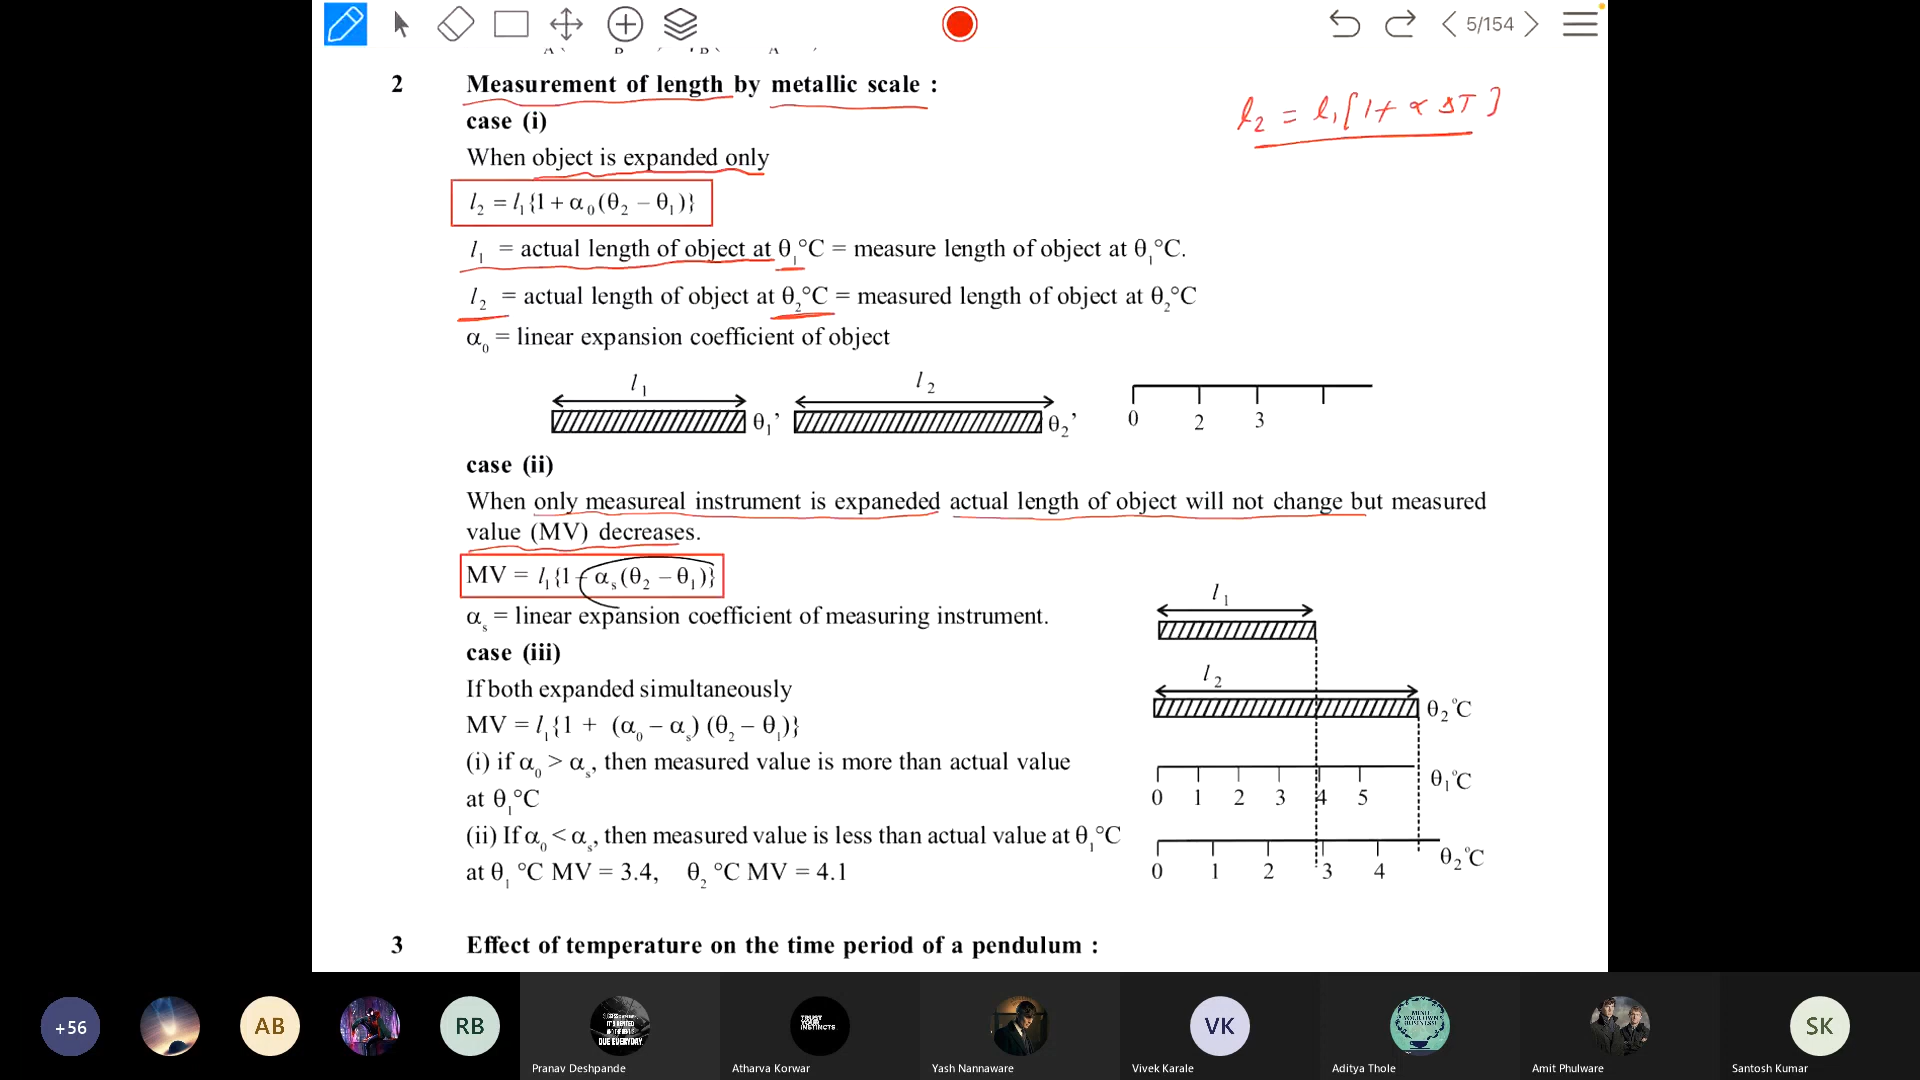 5/154
2 Measurement of length by metallic scale :
l₂ = l₁[1+ ∝ ΔT]
case (i)
When object is expanded only
l₂ = l₁{1 + α₀(θ₂ – θ₁)}
l₁ = actual length of object at θ₁°C = measure length of object at θ₁°C.
l₂ = actual length of object at θ₂°C = measured length of object at θ₂°C
α₀ = linear expansion coefficient of object
l₁ θ₁’ l₂ θ₂’
0 2 3
case (ii)
When only measureal instrument is expaneded actual length of object will not change but measured
value (MV) decreases.
MV = l₁{1 – αₛ(θ₂ – θ₁)}
αₛ = linear expansion coefficient of measuring instrument.
case (iii)
If both expanded simultaneously
MV = l₁{1 + (α₀ – αₛ) (θ₂ – θ₁)}
(i) if α₀ > αₛ, then measured value is more than actual value
at θ₁°C
(ii) If α₀ < αₛ, then measured value is less than actual value at θ₁°C
at θ₁ °C MV = 3.4, θ₂ °C MV = 4.1
l₁
l₂
θ₂°C
0 1 2 3 4 5 θ₁°C
0 1 2 3 4 θ₂°C
3 Effect of temperature on the time period of a pendulum :
+56
AB
RB
DUE EVERYDAY
Pranav Deshpande
TRUST YOUR INSTINCTS
Atharva Korwar
Yash Nannaware
VK
Vivek Karale
MIND YOUR OWN BUSINESS!
Aditya Thole
Amit Phulware
SK
Santosh Kumar